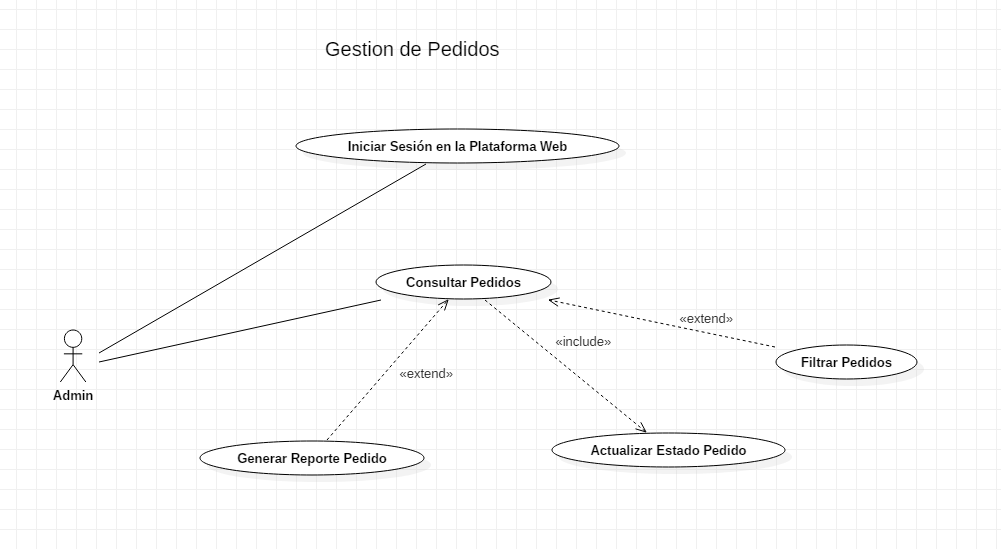 Gestion de Pedidos
Iniciar Sesión en la Plataforma Web
Consultar Pedidos
«extend»
«include»
Filtrar Pedidos
«extend»
Admin
Actualizar Estado Pedido
Generar Reporte Pedido